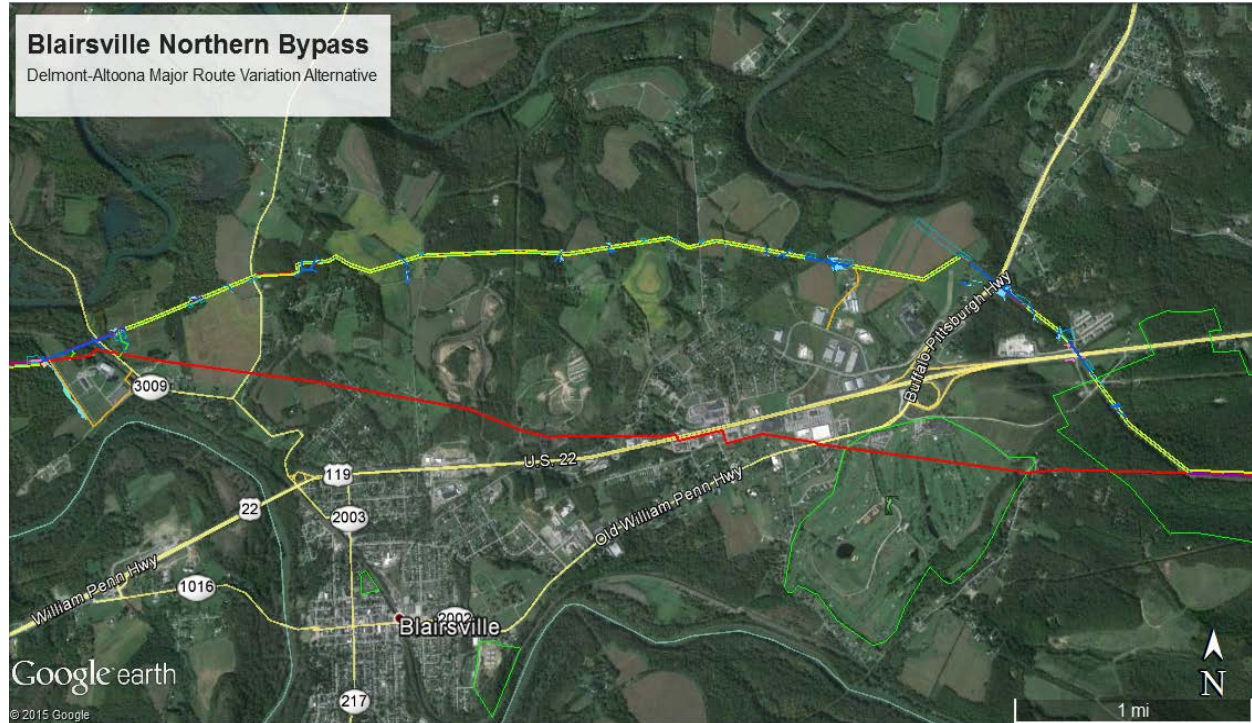 Blairsville Northern Bypass
Delmont-Altoona Major Route Variation Alternative
Buffalo-Pittsburgh Hwy
3009
119
U.S. 22
22
2003
Old William Penn Hwy
William Penn Hwy
1016
2002
Blairsville
217
Google earth
© 2015 Google
N
1 mi